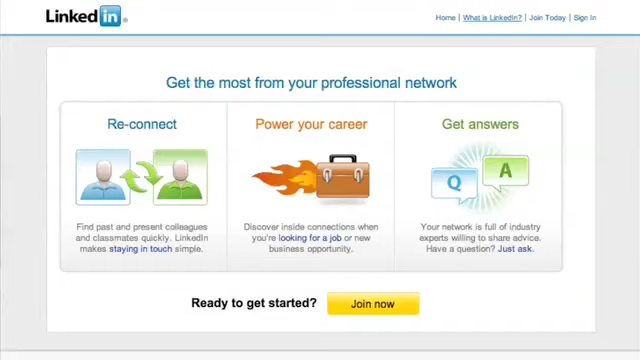 Linked in®
Home | What is LinkedIn? | Join Today | Sign In
Get the most from your professional network
Re-connect
Find past and present colleagues
and classmates quickly. LinkedIn
makes staying in touch simple.
Power your career
Discover inside connections when
you're looking for a job or new
business opportunity.
Get answers
Q A
Your network is full of industry
experts willing to share advice.
Have a question? Just ask.
Ready to get started? Join now